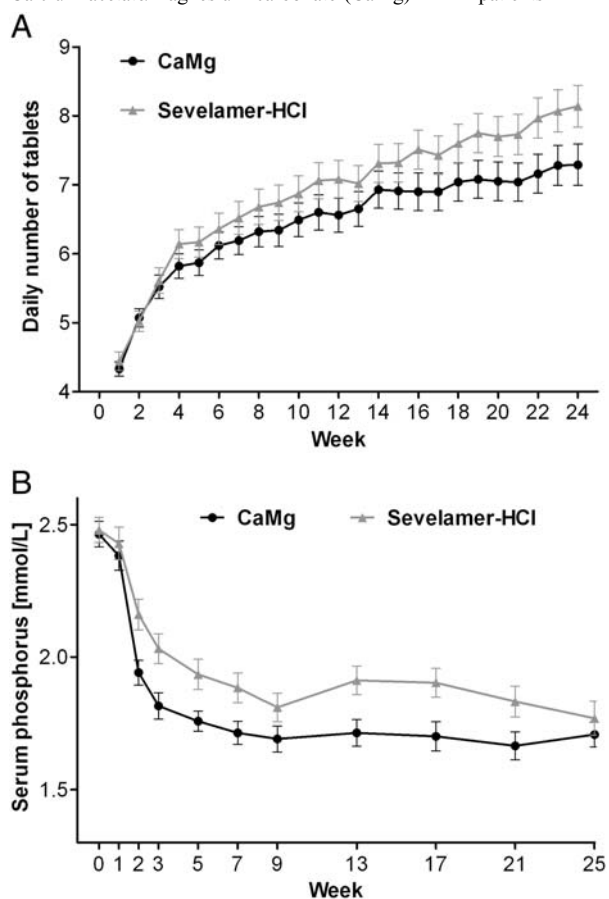 A
9
CaMg
Sevelamer-HCl
8
7
6
5
4
Daily number of tablets
0 2 4 6 8 10 12 14 16 18 20 22 24
Week
B
CaMg Sevelamer-HCl
2.5
2.0
1.5
Serum phosphorus [mmol/L]
0 1 2 3 5 7 9 13 17 21 25
Week